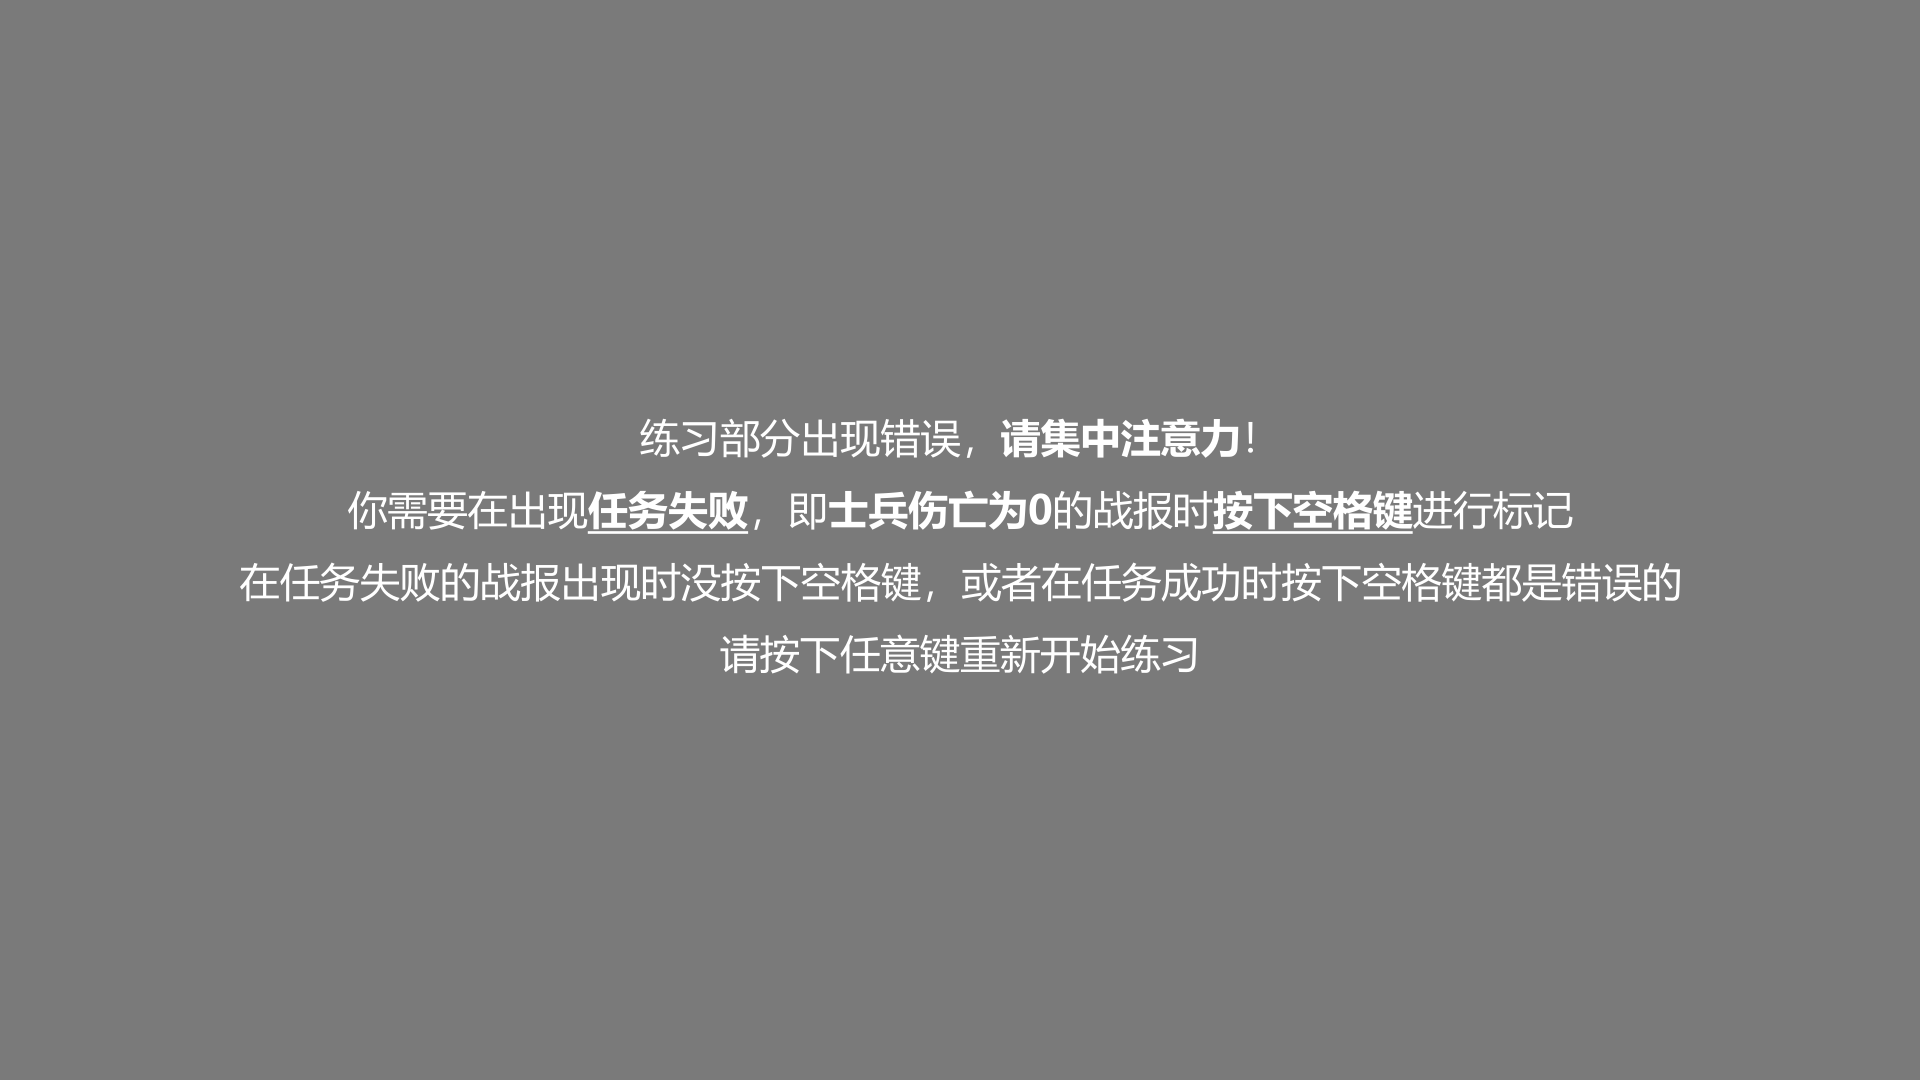 练习部分出现错误，请集中注意力！
你需要在出现任务失败，即士兵伤亡为0的战报时按下空格键进行标记
在任务失败的战报出现时没按下空格键，或者在任务成功时按下空格键都是错误的
请按下任意键重新开始练习